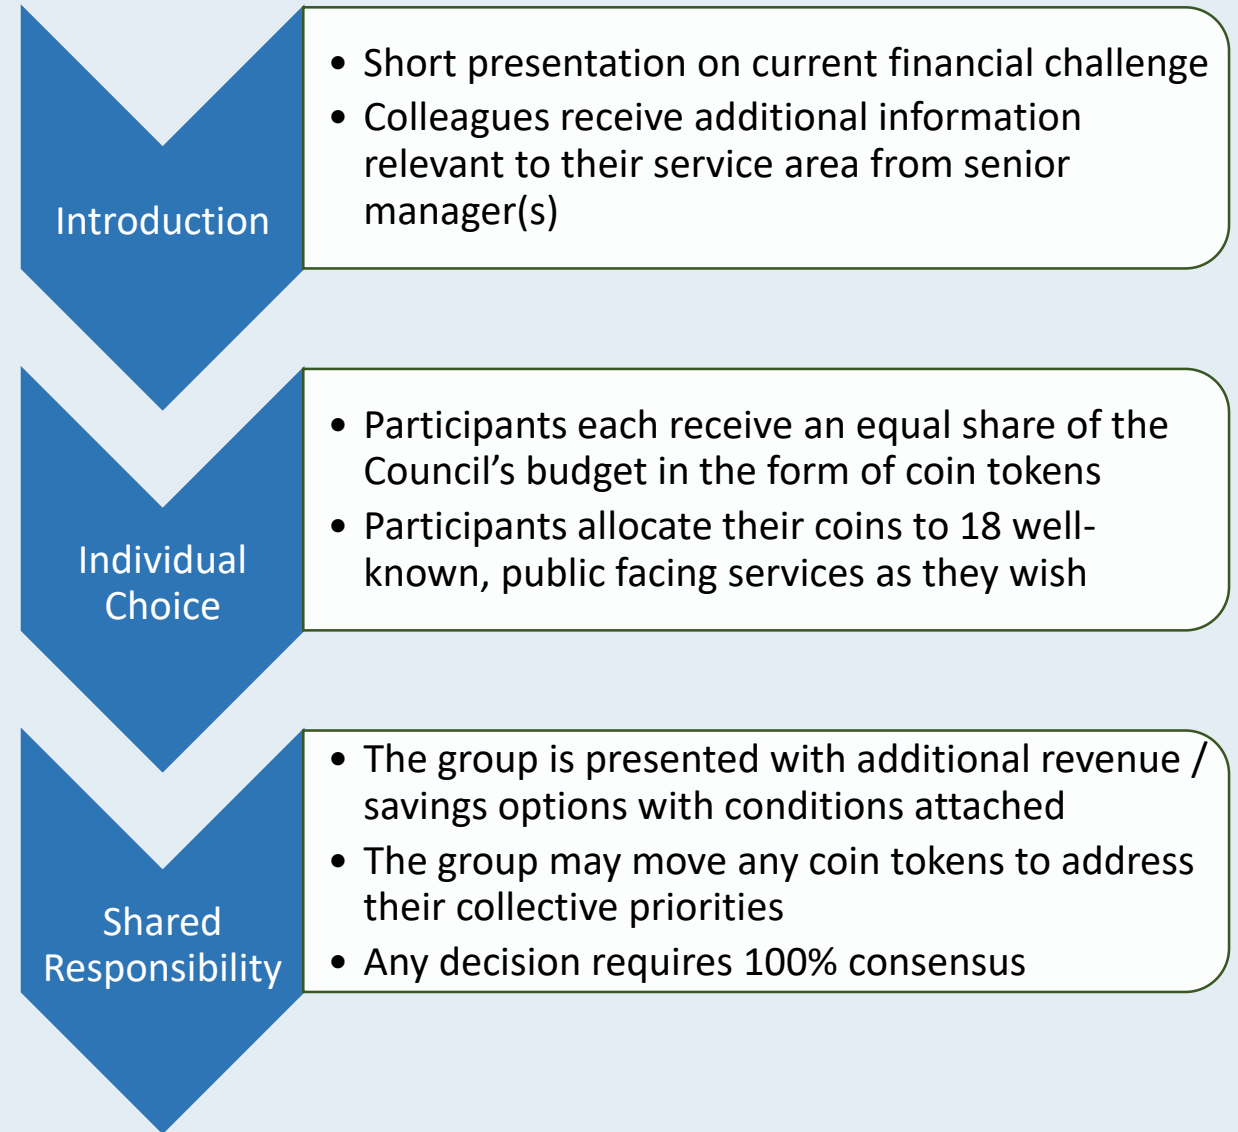 Introduction
• Short presentation on current financial challenge
• Colleagues receive additional information
relevant to their service area from senior
manager(s)
Individual
Choice
• Participants each receive an equal share of the
Council’s budget in the form of coin tokens
• Participants allocate their coins to 18 well-
known, public facing services as they wish
Shared
Responsibility
• The group is presented with additional revenue /
savings options with conditions attached
• The group may move any coin tokens to address
their collective priorities
• Any decision requires 100% consensus